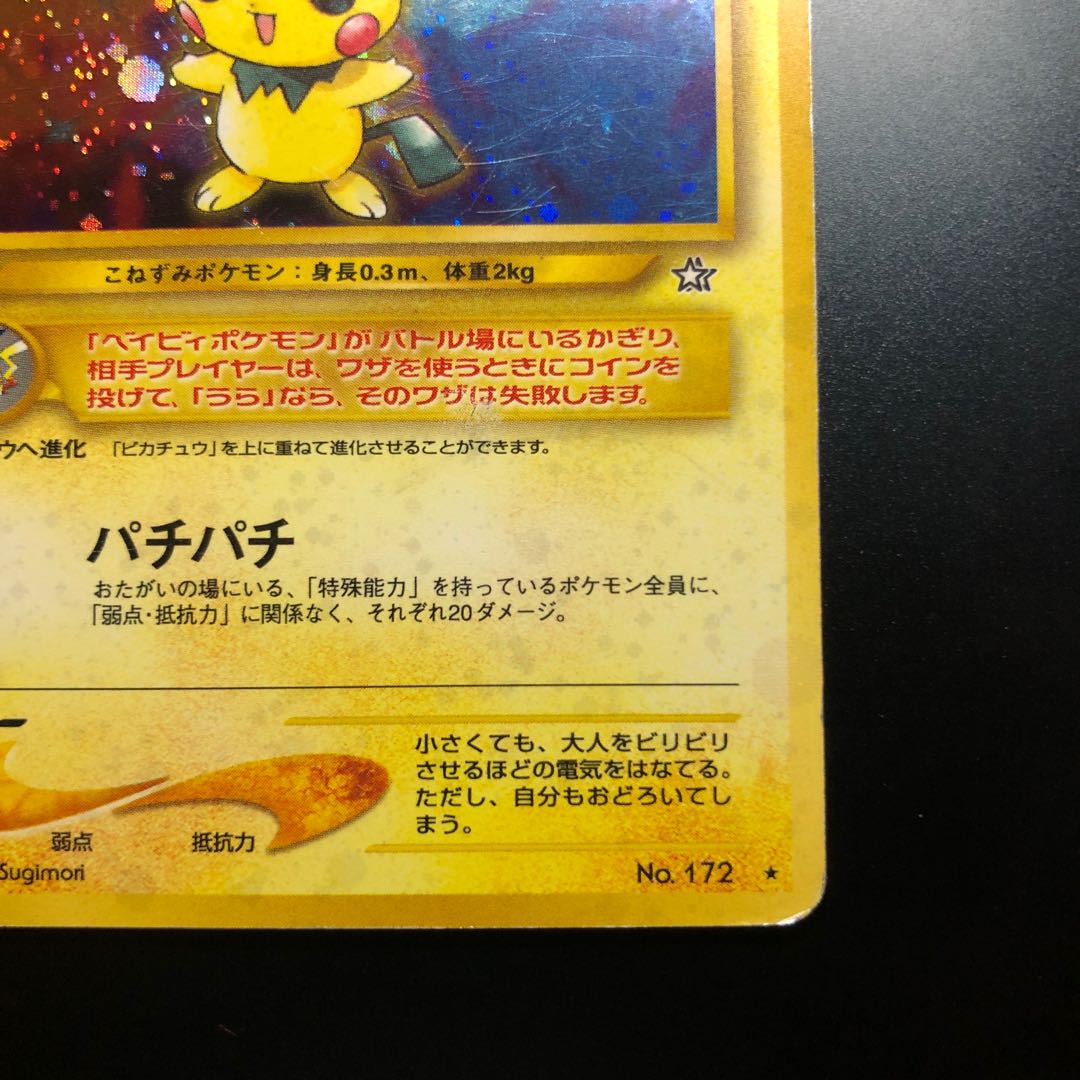 こねずみポケモン：身長0.3m、体重2kg
「ベイビィポケモン」がバトル場にいるかぎり、
相手プレイヤーは、ワザを使うときにコインを
投げて、「うら」なら、そのワザは失敗します。
ウへ進化 「ピカチュウ」を上に重ねて進化させることができます。
パチパチ
おたがいの場にいる、「特殊能力」を持っているポケモン全員に、
「弱点・抵抗力」に関係なく、それぞれ20ダメージ。
小さくても、大人をビリビリ
させるほどの電気をはなてる。
ただし、自分もおどろいてし
まう。
弱点 抵抗力
Sugimori No. 172 ★